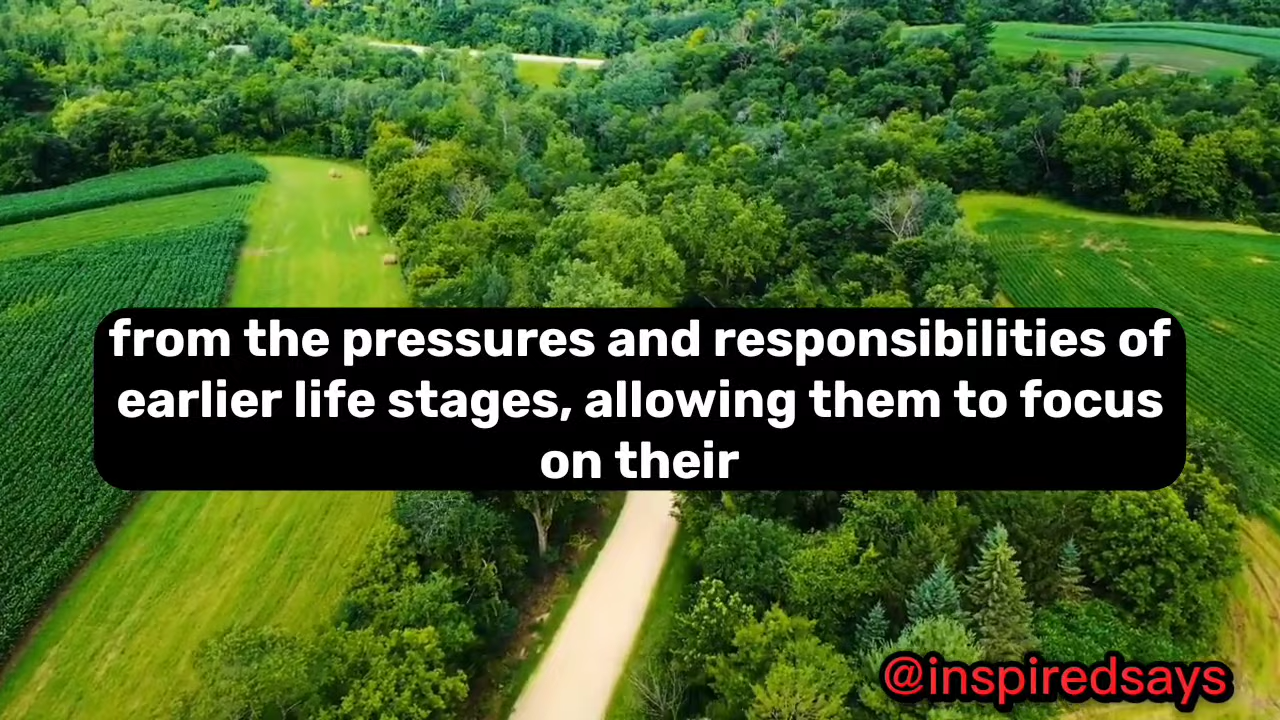 from the pressures and responsibilities of
earlier life stages, allowing them to focus
on their
@inspiredsays